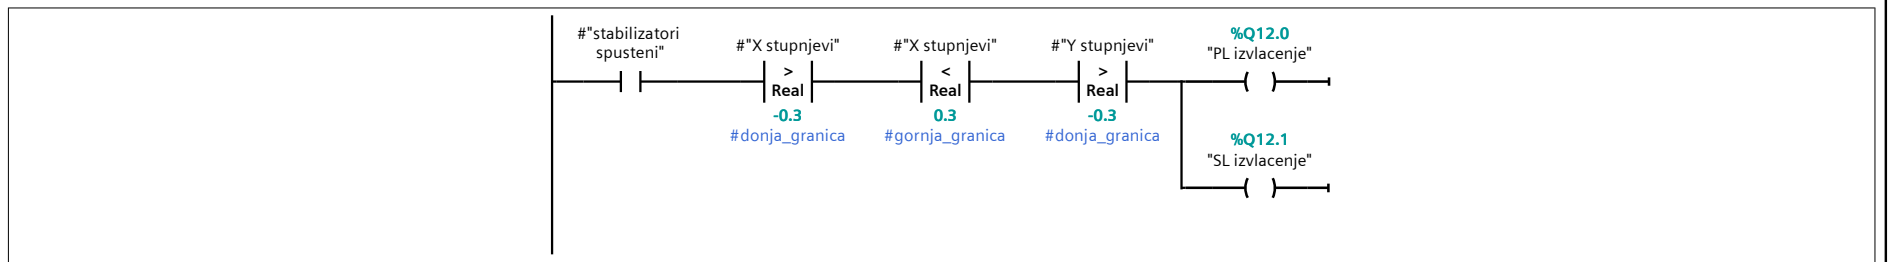 #"stabilizatori
spusteni"
#"X stupnjevi"
>
Real
-0.3
#donja_granica
#"X stupnjevi"
<
Real
0.3
#gornja_granica
#"Y stupnjevi"
>
Real
-0.3
#donja_granica
%Q12.0
"PL izvlacenje"
%Q12.1
"SL izvlacenje"